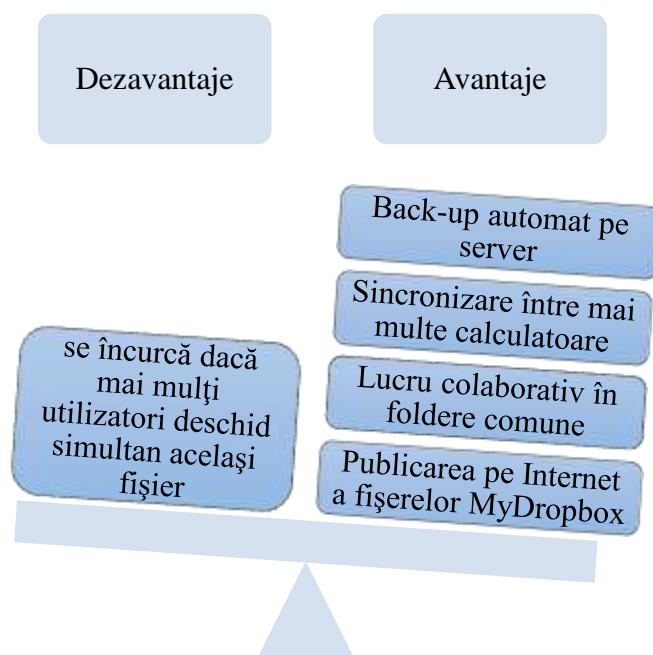 Dezavantaje
Avantaje
Back-up automat pe
server
Sincronizare între mai
multe calculatoare
Lucru colaborativ în
foldere comune
Publicarea pe Internet
a fişerelor MyDropbox
se încurcă dacă
mai mulţi
utilizatori deschid
simultan acelaşi
fişier